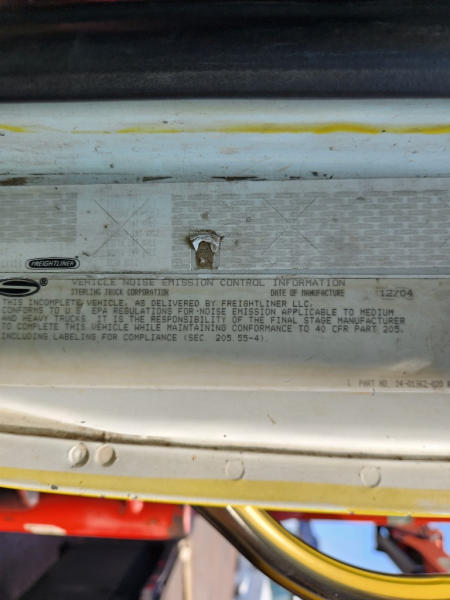 FREIGHTLINER
VEHICLE NOISE EMISSION CONTROL INFORMATION
STERLING TRUCK CORPORATION DATE OF MANUFACTURE 12/04
THIS INCOMPLETE VEHICLE, AS DELIVERED BY FREIGHTLINER LLC,
CONFORMS TO U.S. EPA REGULATIONS FOR NOISE EMISSION APPLICABLE TO MEDIUM
AND HEAVY TRUCKS. IT IS THE RESPONSIBILITY OF THE FINAL STAGE MANUFACTURER
TO COMPLETE THIS VEHICLE WHILE MAINTAINING CONFORMANCE TO 40 CFR PART 205,
INCLUDING LABELING FOR COMPLIANCE (SEC. 205.55-4)
PART NO. 24-01362-020